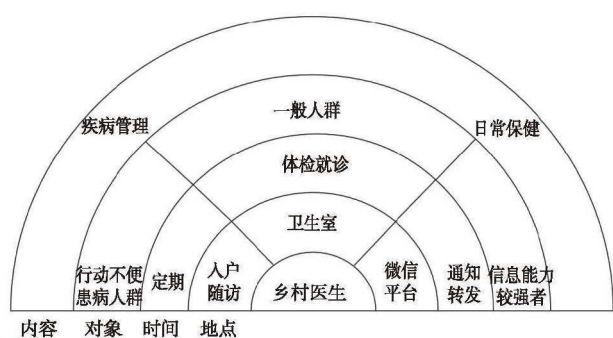 一般人群
疾病管理
日常保健
体检就诊
卫生室
行动不便
患病人群
定期
入户
随访
乡村医生
微信
平台
通知
转发
信息能力
较强者
内容
对象
时间
地点